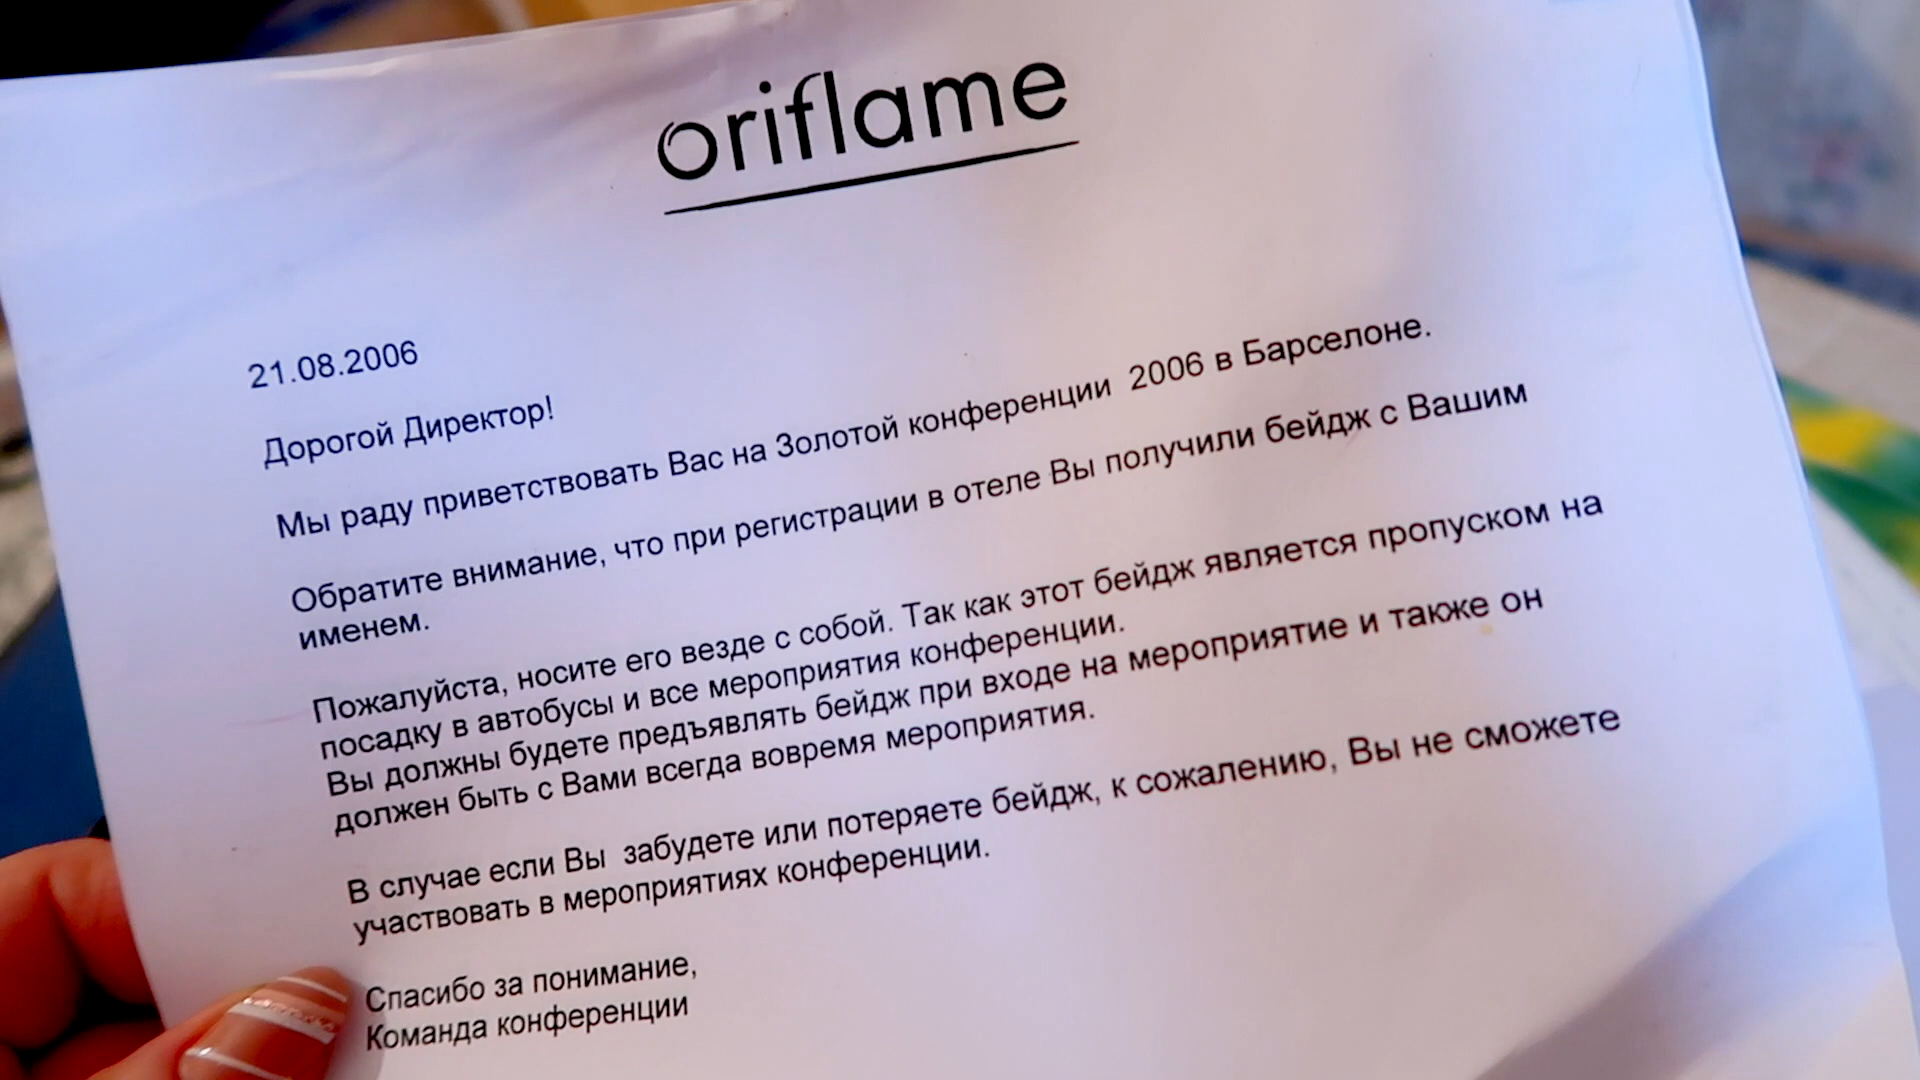 oriflame
21.08.2006
Дорогой Директор!
Мы раду приветствовать Вас на Золотой конференции 2006 в Барселоне.
Обратите внимание, что при регистрации в отеле Вы получили бейдж с Вашим
именем.
Пожалуйста, носите его везде с собой. Так как этот бейдж является пропуском на
посадку в автобусы и все мероприятия конференции.
Вы должны будете предъявлять бейдж при входе на мероприятие и также он
должен быть с Вами всегда вовремя мероприятия.
В случае если Вы забудете или потеряете бейдж, к сожалению, Вы не сможете
участвовать в мероприятиях конференции.
Спасибо за понимание,
Команда конференции